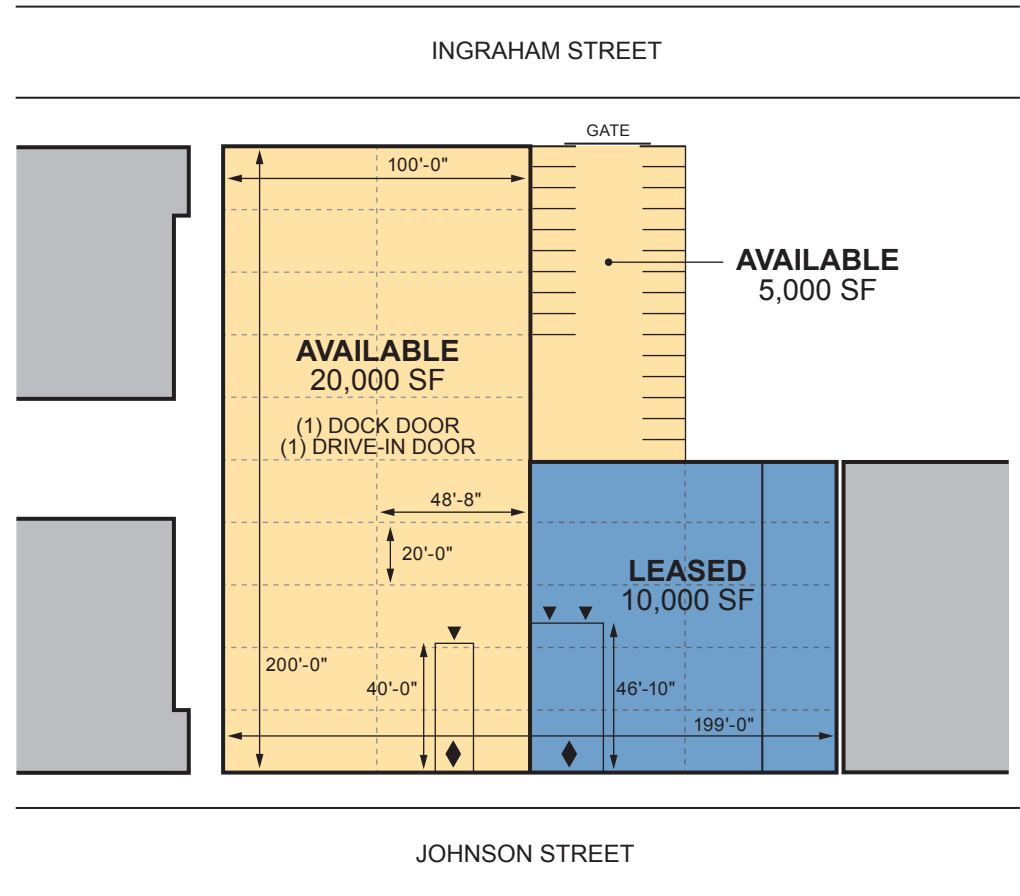 INGRAHAM STREET
GATE
100'-0"
AVAILABLE
5,000 SF
AVAILABLE
20,000 SF
(1) DOCK DOOR
(1) DRIVE-IN DOOR
48'-8"
20'-0"
LEASED
10,000 SF
200'-0"
40'-0"
46'-10"
199'-0"
JOHNSON STREET